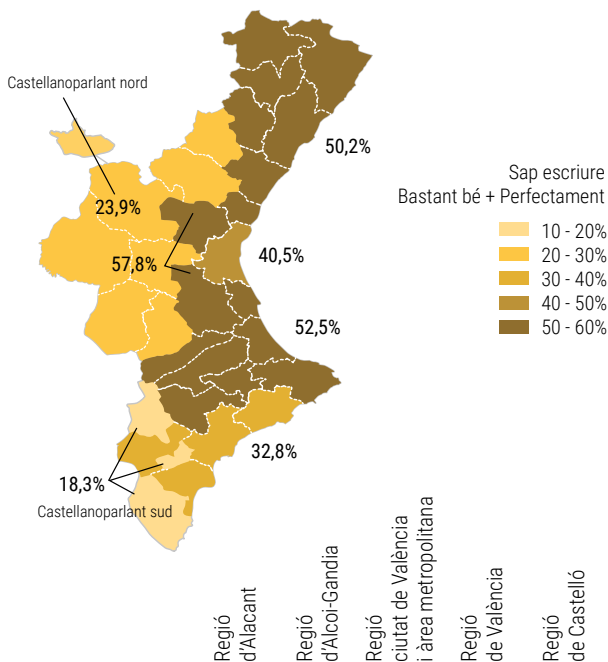 Castellanoparlant nord
50,2%
Sap escriure
Bastant bé + Perfectament
23,9%
10 - 20%
20 - 30%
57,8%
40,5%
30 - 40%
40 - 50%
52,5%
50 - 60%
32,8%
18,3%
Castellanoparlant sud
Regió
d'Alacant
Regió
d'Alcoi-Gandia
Regió
ciutat de València
i àrea metropolitana
Regió
de València
Regió
de Castelló